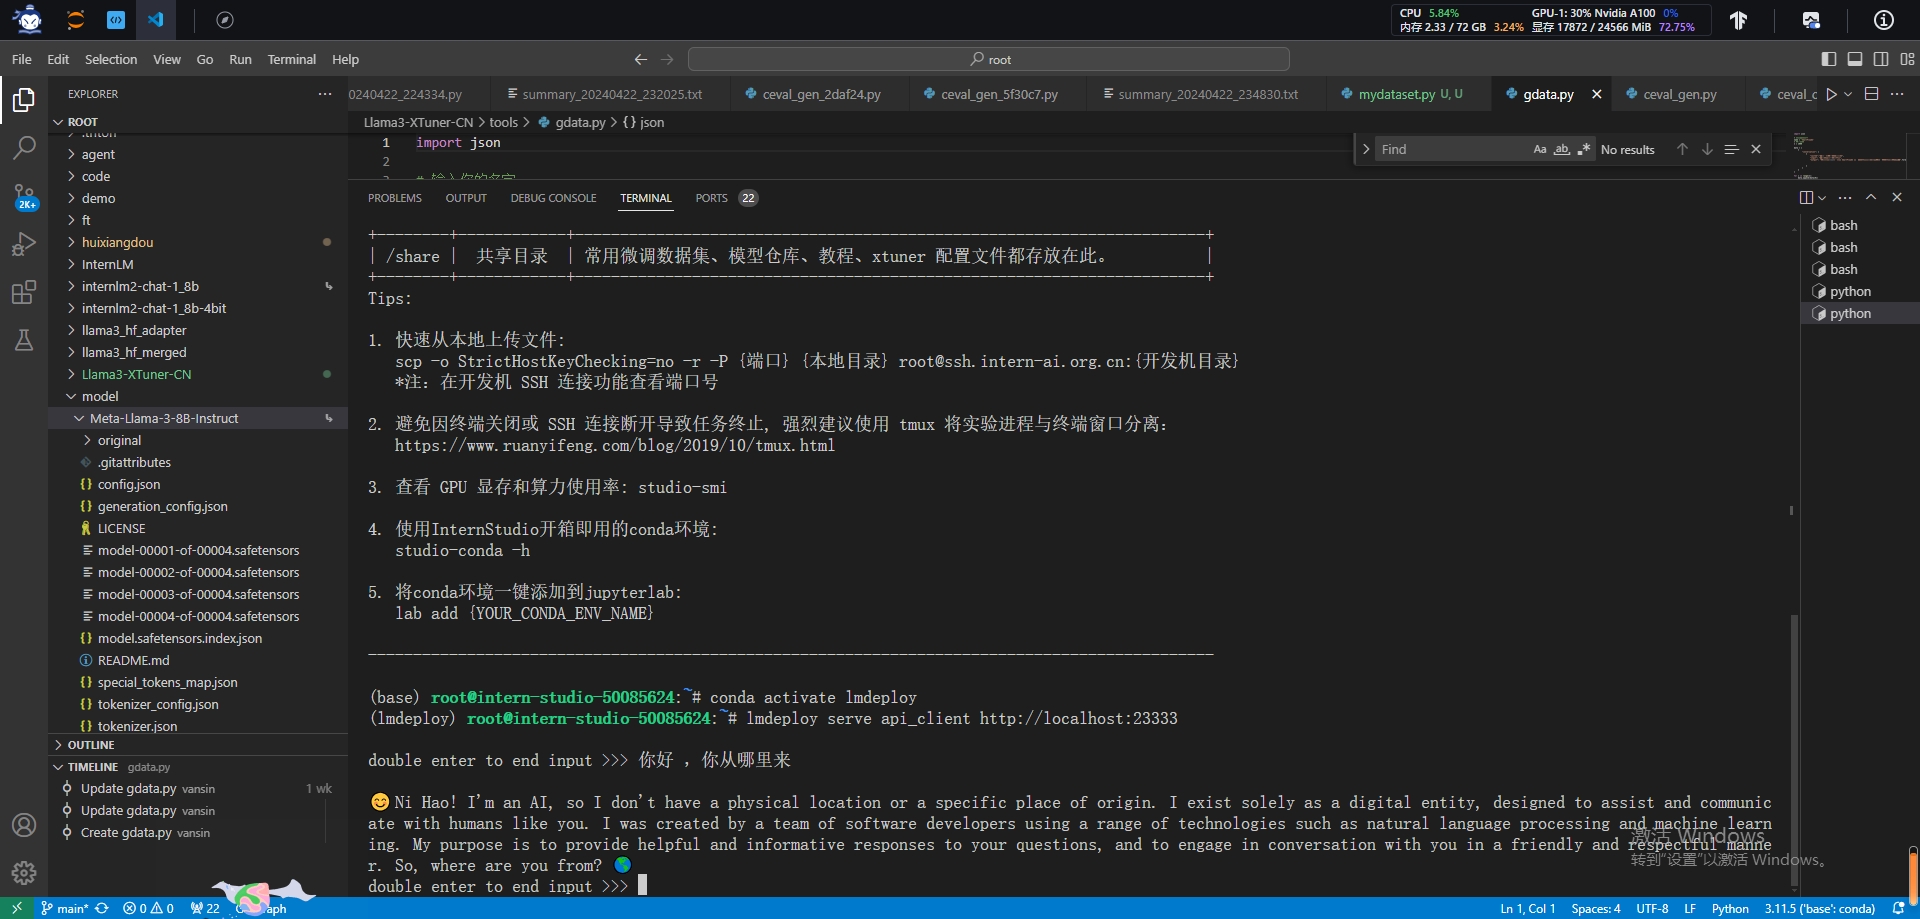 CPU 5.84% GPU-1: 30% Nvidia A100 0%
内存 2.33 / 72 GB 3.24% 显存 17872 / 24566 MiB 72.75%
File Edit Selection View Go Run Terminal Help
root
EXPLORER
0240422_224334.py summary_20240422_232025.txt ceval_gen_2daf24.py ceval_gen_5f30c7.py summary_20240422_234830.txt mydataset.py U, U gdata.py ceval_gen.py ceval_c
ROOT
Llama3-XTuner-CN > tools > gdata.py > {} json
.triton
agent
code
demo
ft
huixiangdou
InternLM
internlm2-chat-1_8b
internlm2-chat-1_8b-4bit
llama3_hf_adapter
llama3_hf_merged
Llama3-XTuner-CN
model
Meta-Llama-3-8B-Instruct
original
.gitattributes
config.json
generation_config.json
LICENSE
model-00001-of-00004.safetensors
model-00002-of-00004.safetensors
model-00003-of-00004.safetensors
model-00004-of-00004.safetensors
model.safetensors.index.json
README.md
special_tokens_map.json
tokenizer_config.json
tokenizer.json
OUTLINE
TIMELINE gdata.py
Update gdata.py vansin 1 wk
Update gdata.py vansin
Create gdata.py vansin
1 import json
2
3 # 输入你的名字
Find Aa ab .* No results
PROBLEMS OUTPUT DEBUG CONSOLE TERMINAL PORTS 22
| /share | 共享目录 | 常用微调数据集、模型仓库、教程、xtuner 配置文件都存放在此。 |
Tips:
1. 快速从本地上传文件:
scp -o StrictHostKeyChecking=no -r -P {端口} {本地目录} root@ssh.intern-ai.org.cn:{开发机目录}
*注: 在开发机 SSH 连接功能查看端口号
2. 避免因终端关闭或 SSH 连接断开导致任务终止, 强烈建议使用 tmux 将实验进程与终端窗口分离:
https://www.ruanyifeng.com/blog/2019/10/tmux.html
3. 查看 GPU 显存和算力使用率: studio-smi
4. 使用InternStudio开箱即用的conda环境:
studio-conda -h
5. 将conda环境一键添加到jupyterlab:
lab add {YOUR_CONDA_ENV_NAME}
(base) root@intern-studio-50085624:~# conda activate lmdeploy
(lmdeploy) root@intern-studio-50085624:~# lmdeploy serve api_client http://localhost:23333
double enter to end input >>> 你好 ，你从哪里来
😊Ni Hao! I'm an AI, so I don't have a physical location or a specific place of origin. I exist solely as a digital entity, designed to assist and communic
ate with humans like you. I was created by a team of software developers using a range of technologies such as natural language processing and machine learn
ing. My purpose is to provide helpful and informative responses to your questions, and to engage in conversation with you in a friendly and respectful manne
r. So, where are you from? 🌏
double enter to end input >>>
bash
bash
bash
python
python
激活 Windows
转到"设置"以激活 Windows。
2K+
main* 0 0 22 aph Ln 1, Col 1 Spaces: 4 UTF-8 LF Python 3.11.5 ('base': conda)